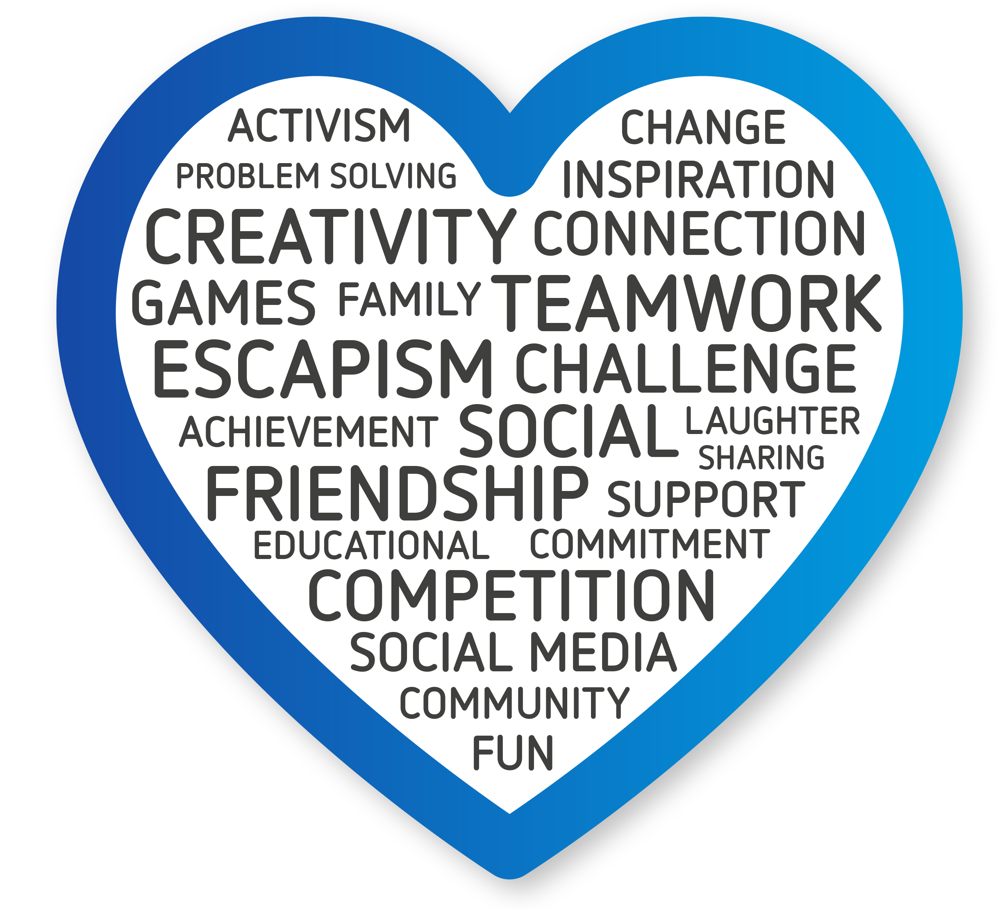 ACTIVISM CHANGE
PROBLEM SOLVING INSPIRATION
CREATIVITY CONNECTION
GAMES FAMILY TEAMWORK
ESCAPISM CHALLENGE
ACHIEVEMENT SOCIAL LAUGHTER
SHARING
FRIENDSHIP SUPPORT
EDUCATIONAL COMMITMENT
COMPETITION
SOCIAL MEDIA
COMMUNITY
FUN